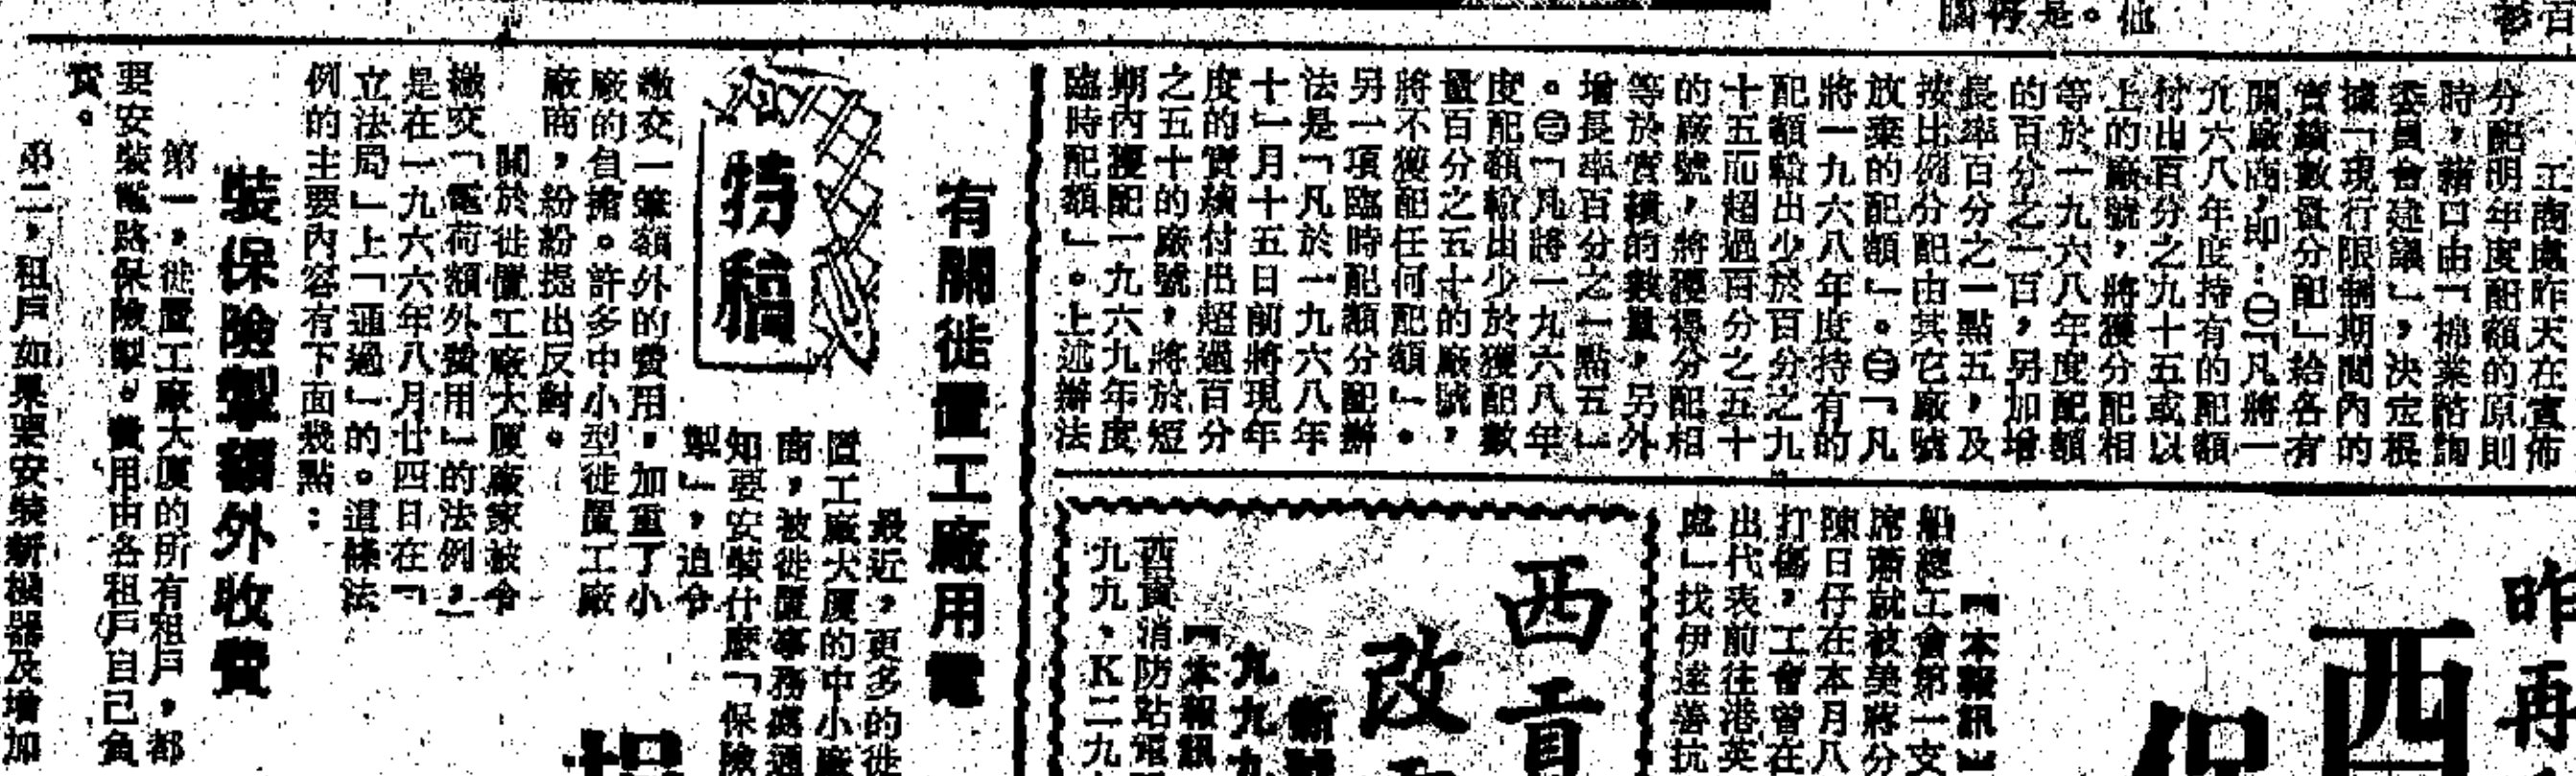 工商處昨天在宣佈
分配明年度配額的原則
時，藉口由「棉業諮詢
委員會建議」，決定根
據「現行限制期間內的
實績數量分配」給各有
關廠商，即：㊀「凡將一
九六八年度持有的配額
付出百分之九十五或以
上的廠號，將獲分配相
等於一九六八年度配額
的百分之一百，另加增
長率百分之一點五，及
按比例分配由其它廠號
放棄的配額」。㊁「凡
將一九六八年度持有的
配額輸出少於百分之九
十五而超過百分之五十
的廠號，將獲得分配相
等於實績的數量，另外
增長率百分之一點五」
。㊂「凡將一九六八年
度配額輸出少於獲配數
量百分之五十的廠號，
將不獲配任何配額」。
另一項臨時配額分配辦
法是「凡於一九六八年
十一月十五日前將現年
度的實績付出超過百分
之五十的廠號，將於短
期內獲配一九六九年度
臨時配額」。上述辦法
有關徙置工廠用電
裝保險掣額外收費
特稿
最近，更多的徙
置工廠大廈的中小廠
商，被徙置事務處通
知要安裝什麼「保險
掣」，迫令
繳交一筆額外的費用，加重了小
廠的負擔。許多中小型徙置工廠
廠商，紛紛提出反對。
關於徙置工廠大廈廠家被令
繳交「電荷額外費用」的法例，
是在一九六六年八月廿四日在「
立法局」上「通過」的。這條法
例的主要內容有下面幾點：
第一，徙置工廠大廈的所有租戶，都
要安裝電路保險掣。費用由各租戶自己負
責。
第二，租戶如果要安裝新機器及增加
昨再
西
【本報訊】
船總工會第一支
席蕭就被美蔣分
陳日仔在本月八
打傷，工會曾在
出代表前往港英
處」找伊達善抗
西貢
改
九九九
【本報訊
西貢消防站電
九九・K二九